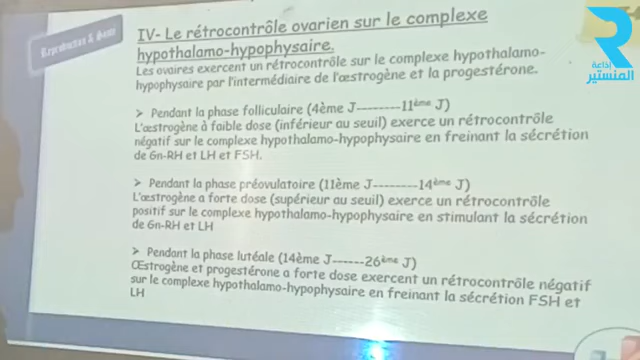 Reproduction & Santé
IV- Le rétrocontrôle ovarien sur le complexe
hypothalamo-hypophysaire.
Les ovaires exercent un rétrocontrôle sur le complexe hypothalamo-
hypophysaire par l'intermédiaire de l'œstrogène et la progestérone.
➢ Pendant la phase folliculaire (4ème J--------11ème J)
L'œstrogène à faible dose (inférieur au seuil) exerce un rétrocontrôle
négatif sur le complexe hypothalamo-hypophysaire en freinant la sécrétion
de Gn-RH et LH et FSH.
➢ Pendant la phase préovulatoire (11ème J--------14ème J)
L'œstrogène a forte dose (supérieur au seuil) exerce un rétrocontrôle
positif sur le complexe hypothalamo-hypophysaire en stimulant la sécrétion
de Gn-RH et LH
➢ Pendant la phase lutéale (14ème J------26ème J)
Œstrogène et progestérone a forte dose exercent un rétrocontrôle négatif
sur le complexe hypothalamo-hypophysaire en freinant la sécrétion FSH et
LH
إذاعة
المنستير